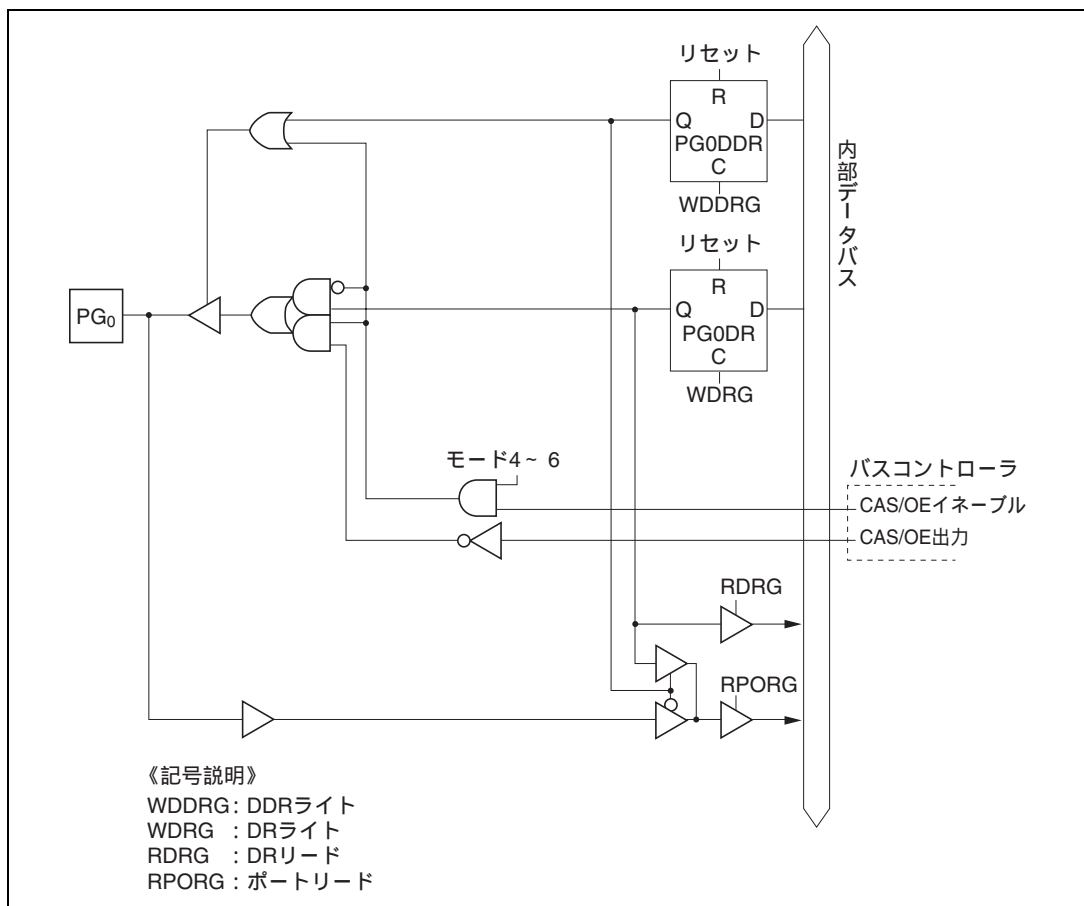 リセット
R
Q D
PG0DDR
C
WDDRG
内部データバス
リセット
R
Q D
PG0DR
C
WDRG
PG₀
モード4～6
バスコントローラ
CAS/OEイネーブル
CAS/OE出力
RDRG
RPORG
《記号説明》
WDDRG : DDRライト
WDRG : DRライト
RDRG : DRリード
RPORG : ポートリード